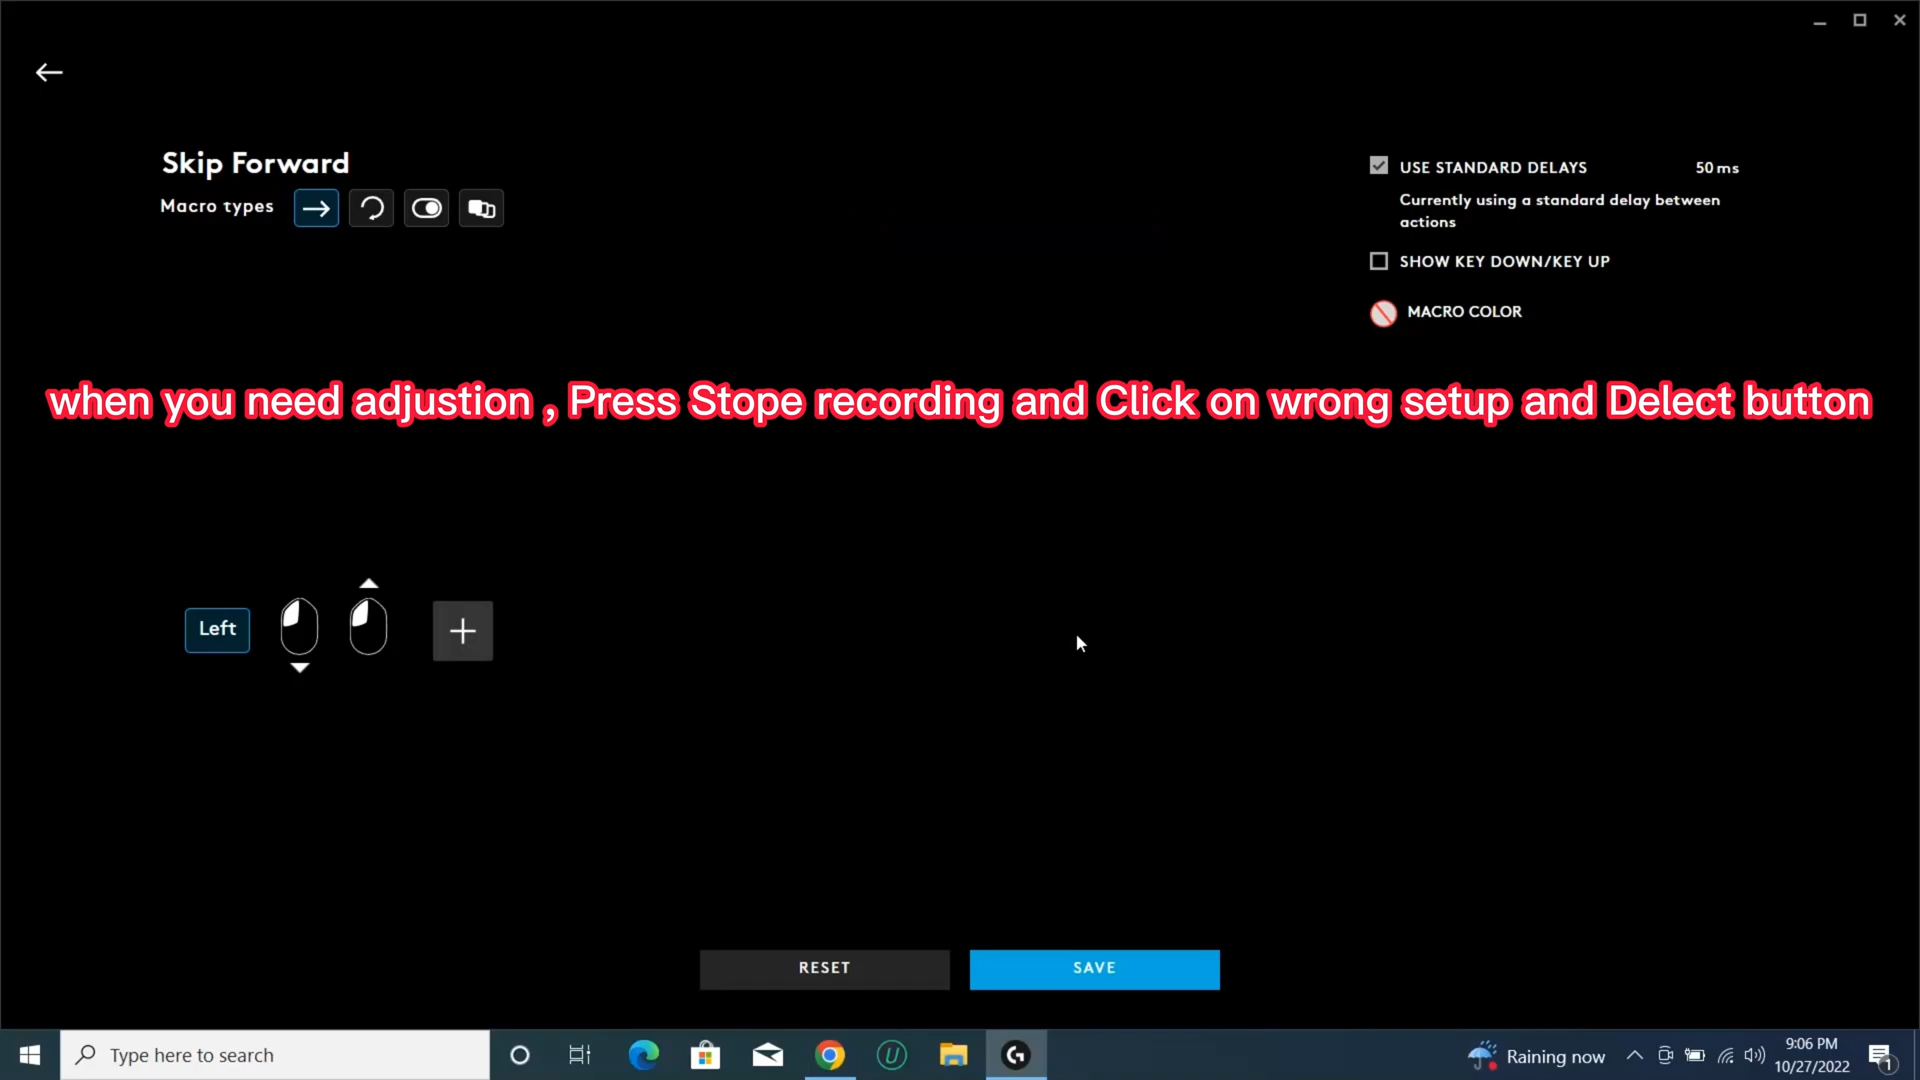 Skip Forward
Macro types
USE STANDARD DELAYS 50 ms
Currently using a standard delay between
actions
SHOW KEY DOWN/KEY UP
MACRO COLOR
when you need adjustion , Press Stope recording and Click on wrong setup and Delect button
Left
RESET SAVE
Type here to search
Raining now
9:06 PM
10/27/2022
1